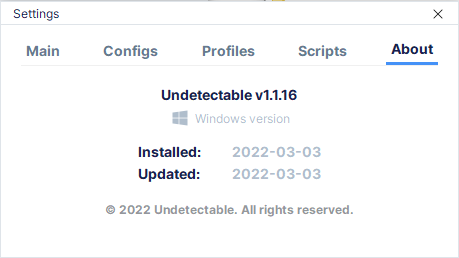 Settings
Main Configs Profiles Scripts About
Undetectable v1.1.16
Windows version
Installed: 2022-03-03
Updated: 2022-03-03
© 2022 Undetectable. All rights reserved.